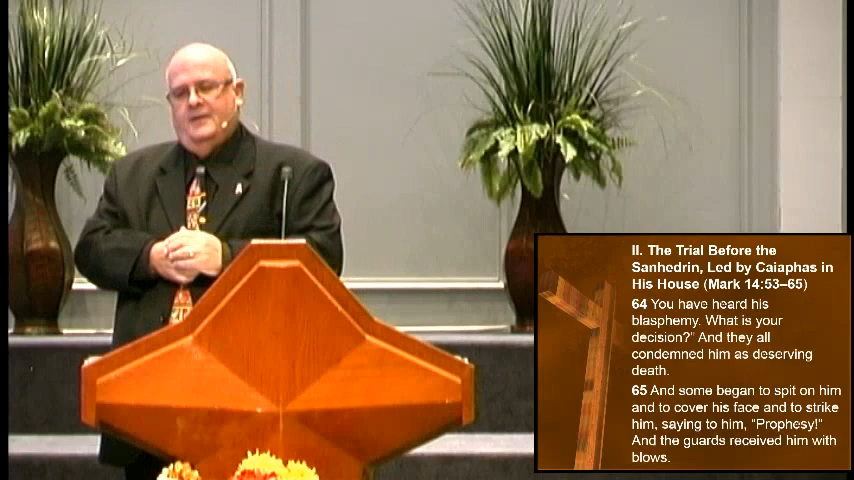 II. The Trial Before the
Sanhedrin, Led by Caiaphas in
His House (Mark 14:53–65)
64 You have heard his
blasphemy. What is your
decision?” And they all
condemned him as deserving
death.
65 And some began to spit on him
and to cover his face and to strike
him, saying to him, “Prophesy!”
And the guards received him with
blows.